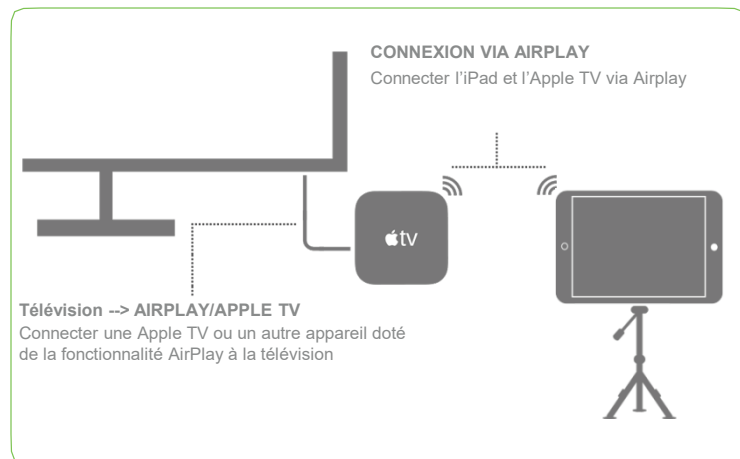 CONNEXION VIA AIRPLAY
Connecter l’iPad et l’Apple TV via Airplay
tv
Télévision --> AIRPLAY/APPLE TV
Connecter une Apple TV ou un autre appareil doté
de la fonctionnalité AirPlay à la télévision